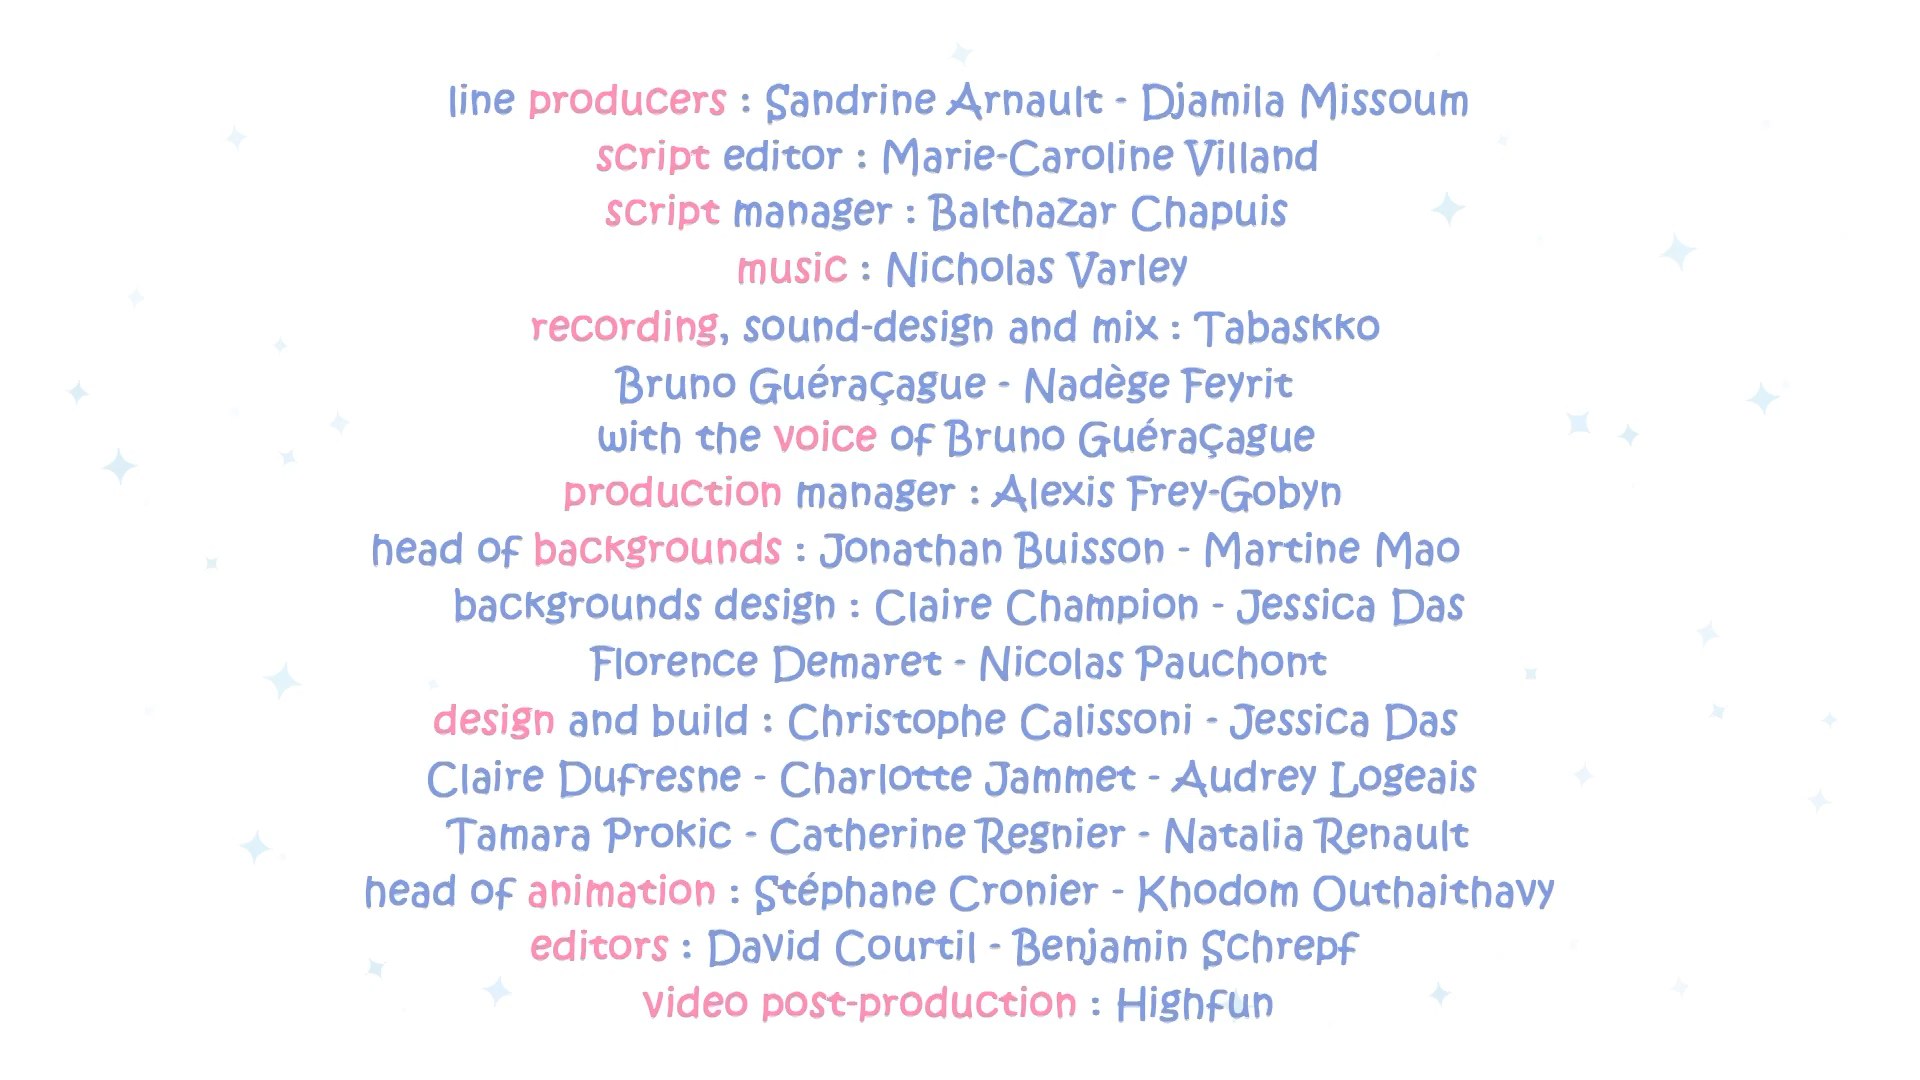 line producers : Sandrine Arnault - Djamila Missoum
script editor : Marie-Caroline Villand
script manager : Balthazar Chapuis
music : Nicholas Varley
recording, sound-design and mix : Tabaskko
Bruno Guéraçague - Nadège Feyrit
with the voice of Bruno Guéraçague
production manager : Alexis Frey-Gobyn
head of backgrounds : Jonathan Buisson - Martine Mao
backgrounds design : Claire Champion - Jessica Das
Florence Demaret - Nicolas Pauchont
design and build : Christophe Calissoni - Jessica Das
Claire Dufresne - Charlotte Jammet - Audrey Logeais
Tamara Prokic - Catherine Regnier - Natalia Renault
head of animation : Stéphane Cronier - Khodom Outhaithavy
editors : David Courtil - Benjamin Schrepf
video post-production : Highfun